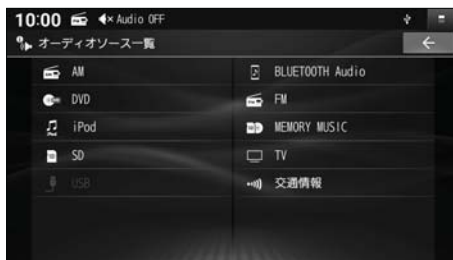 10:00 Audio OFF
オーディオソース一覧
AM
BLUETOOTH Audio
DVD
FM
iPod
MEMORY MUSIC
SD
TV
USB
交通情報